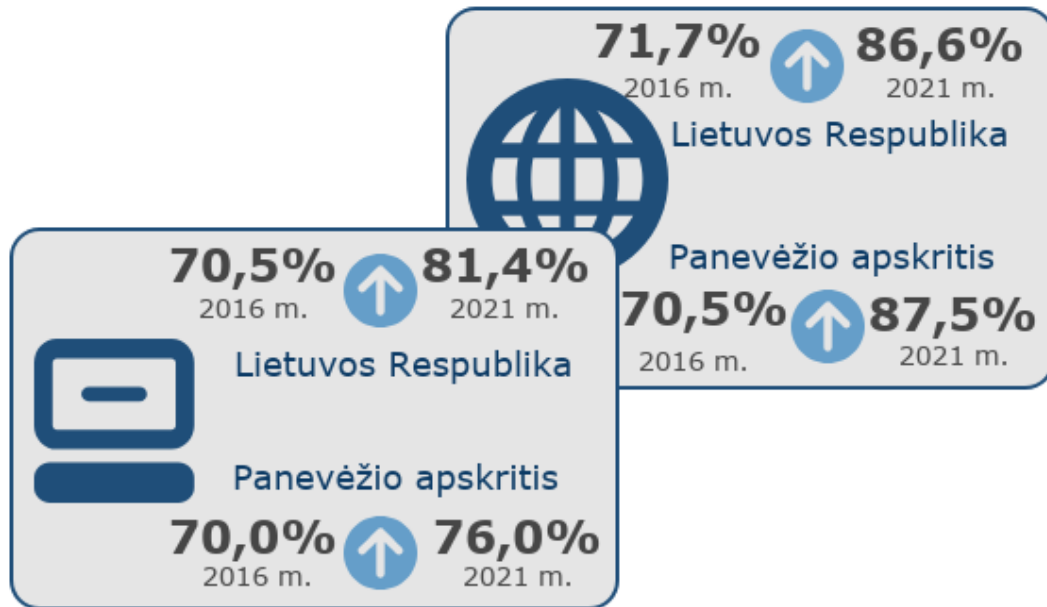 71,7% 86,6%
2016 m. 2021 m.
Lietuvos Respublika
Panevėžio apskritis
70,5% 87,5%
2016 m. 2021 m.
70,5% 81,4%
2016 m. 2021 m.
Lietuvos Respublika
Panevėžio apskritis
70,0% 76,0%
2016 m. 2021 m.